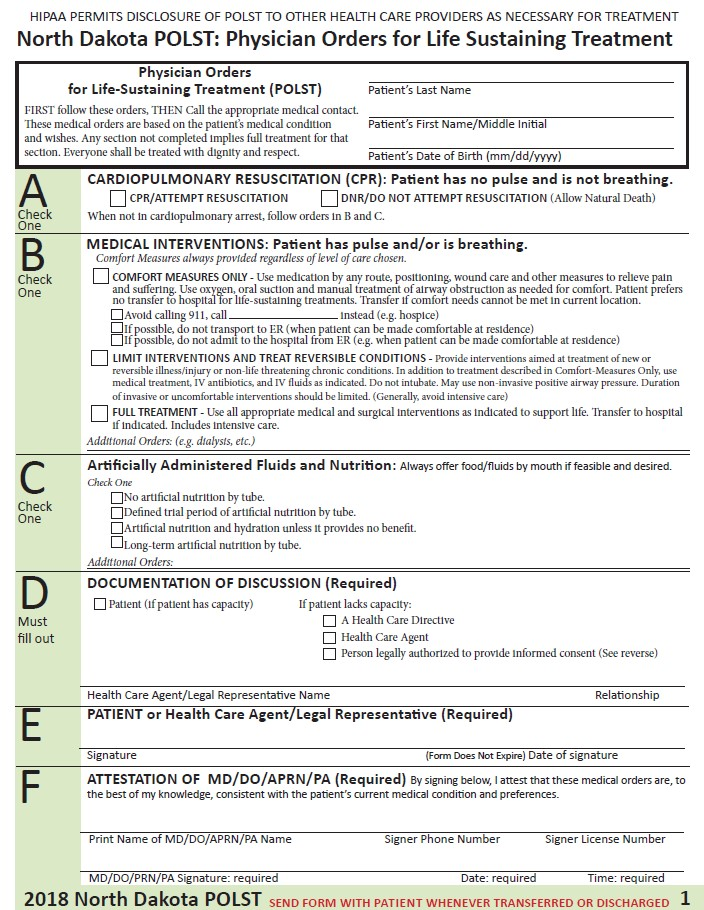 HIPAA PERMITS DISCLOSURE OF POLST TO OTHER HEALTH CARE PROVIDERS AS NECESSARY FOR TREATMENT
North Dakota POLST: Physician Orders for Life Sustaining Treatment
Physician Orders
for Life-Sustaining Treatment (POLST)
FIRST follow these orders, THEN Call the appropriate medical contact.
These medical orders are based on the patient's medical condition
and wishes. Any section not completed implies full treatment for that
section. Everyone shall be treated with dignity and respect.
Patient's Last Name
Patient's First Name/Middle Initial
Patient's Date of Birth (mm/dd/yyyy)
A
Check
One
CARDIOPULMONARY RESUSCITATION (CPR): Patient has no pulse and is not breathing.
CPR/ATTEMPT RESUSCITATION DNR/DO NOT ATTEMPT RESUSCITATION (Allow Natural Death)
When not in cardiopulmonary arrest, follow orders in B and C.
B
Check
One
MEDICAL INTERVENTIONS: Patient has pulse and/or is breathing.
Comfort Measures always provided regardless of level of care chosen.
COMFORT MEASURES ONLY - Use medication by any route, positioning, wound care and other measures to relieve pain
and suffering. Use oxygen, oral suction and manual treatment of airway obstruction as needed for comfort. Patient prefers
no transfer to hospital for life-sustaining treatments. Transfer if comfort needs cannot be met in current location.
Avoid calling 911, call ____________________ instead (e.g. hospice)
If possible, do not transport to ER (when patient can be made comfortable at residence)
If possible, do not admit to the hospital from ER (e.g. when patient can be made comfortable at residence)
LIMIT INTERVENTIONS AND TREAT REVERSIBLE CONDITIONS - Provide interventions aimed at treatment of new or
reversible illness/injury or non-life threatening chronic conditions. In addition to treatment described in Comfort-Measures Only, use
medical treatment, IV antibiotics, and IV fluids as indicated. Do not intubate. May use non-invasive positive airway pressure. Duration
of invasive or uncomfortable interventions should be limited. (Generally, avoid intensive care)
FULL TREATMENT - Use all appropriate medical and surgical interventions as indicated to support life. Transfer to hospital
if indicated. Includes intensive care.
Additional Orders: (e.g. dialysis, etc.)
C
Check
One
Artificially Administered Fluids and Nutrition: Always offer food/fluids by mouth if feasible and desired.
Check One
No artificial nutrition by tube.
Defined trial period of artificial nutrition by tube.
Artificial nutrition and hydration unless it provides no benefit.
Long-term artificial nutrition by tube.
Additional Orders:
D
Must
fill out
DOCUMENTATION OF DISCUSSION (Required)
Patient (if patient has capacity) If patient lacks capacity:
A Health Care Directive
Health Care Agent
Person legally authorized to provide informed consent (See reverse)
Health Care Agent/Legal Representative Name Relationship
E
PATIENT or Health Care Agent/Legal Representative (Required)
Signature (Form Does Not Expire) Date of signature
F
ATTESTATION OF MD/DO/APRN/PA (Required) By signing below, I attest that these medical orders are, to
the best of my knowledge, consistent with the patient's current medical condition and preferences.
Print Name of MD/DO/APRN/PA Name Signer Phone Number Signer License Number
MD/DO/PRN/PA Signature: required Date: required Time: required
2018 North Dakota POLST SEND FORM WITH PATIENT WHENEVER TRANSFERRED OR DISCHARGED 1